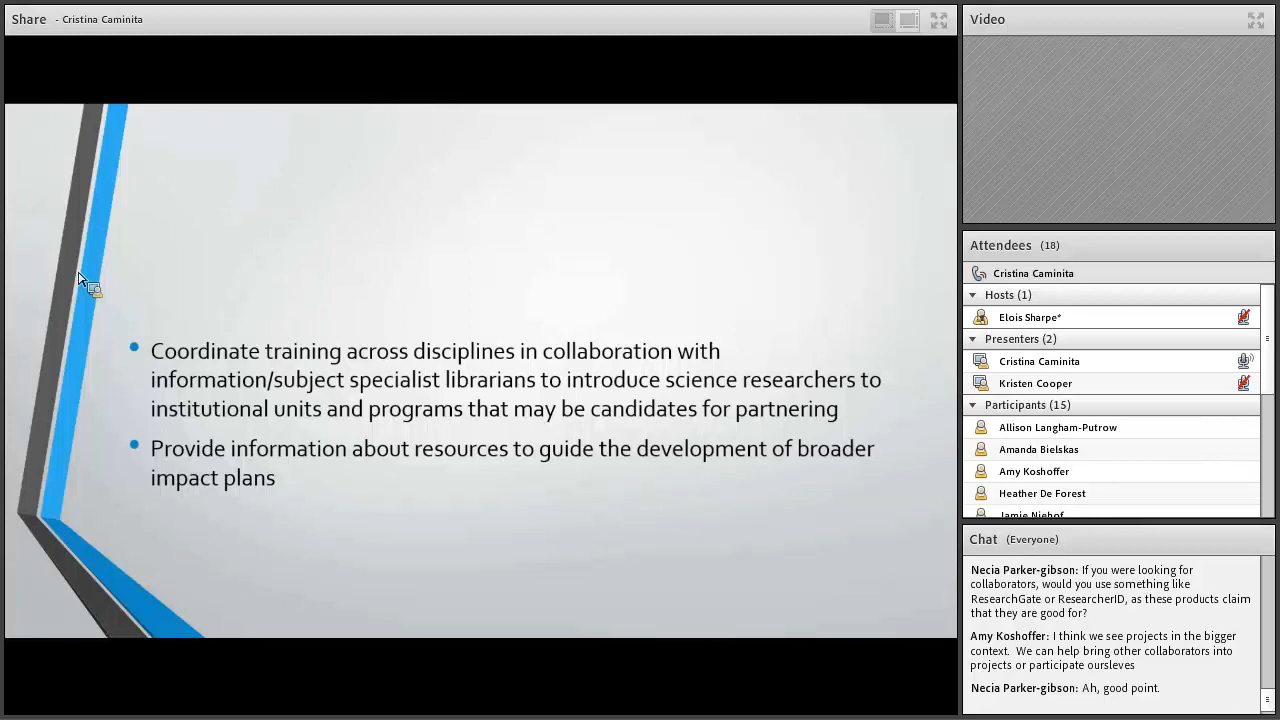 Share - Cristina Caminita
Coordinate training across disciplines in collaboration with
information/subject specialist librarians to introduce science researchers to
institutional units and programs that may be candidates for partnering
Provide information about resources to guide the development of broader
impact plans
Video
Attendees (18)
Cristina Caminita
Hosts (1)
Elois Sharpe*
Presenters (2)
Cristina Caminita
Kristen Cooper
Participants (15)
Allison Langham-Putrow
Amanda Bielskas
Amy Koshoffer
Heather De Forest
Jamie Niehof
Chat (Everyone)
Necia Parker-gibson: If you were looking for
collaborators, would you use something like
ResearchGate or ResearcherID, as these products claim
that they are good for?
Amy Koshoffer: I think we see projects in the bigger
context. We can help bring other collaborators into
projects or participate oursleves
Necia Parker-gibson: Ah, good point.